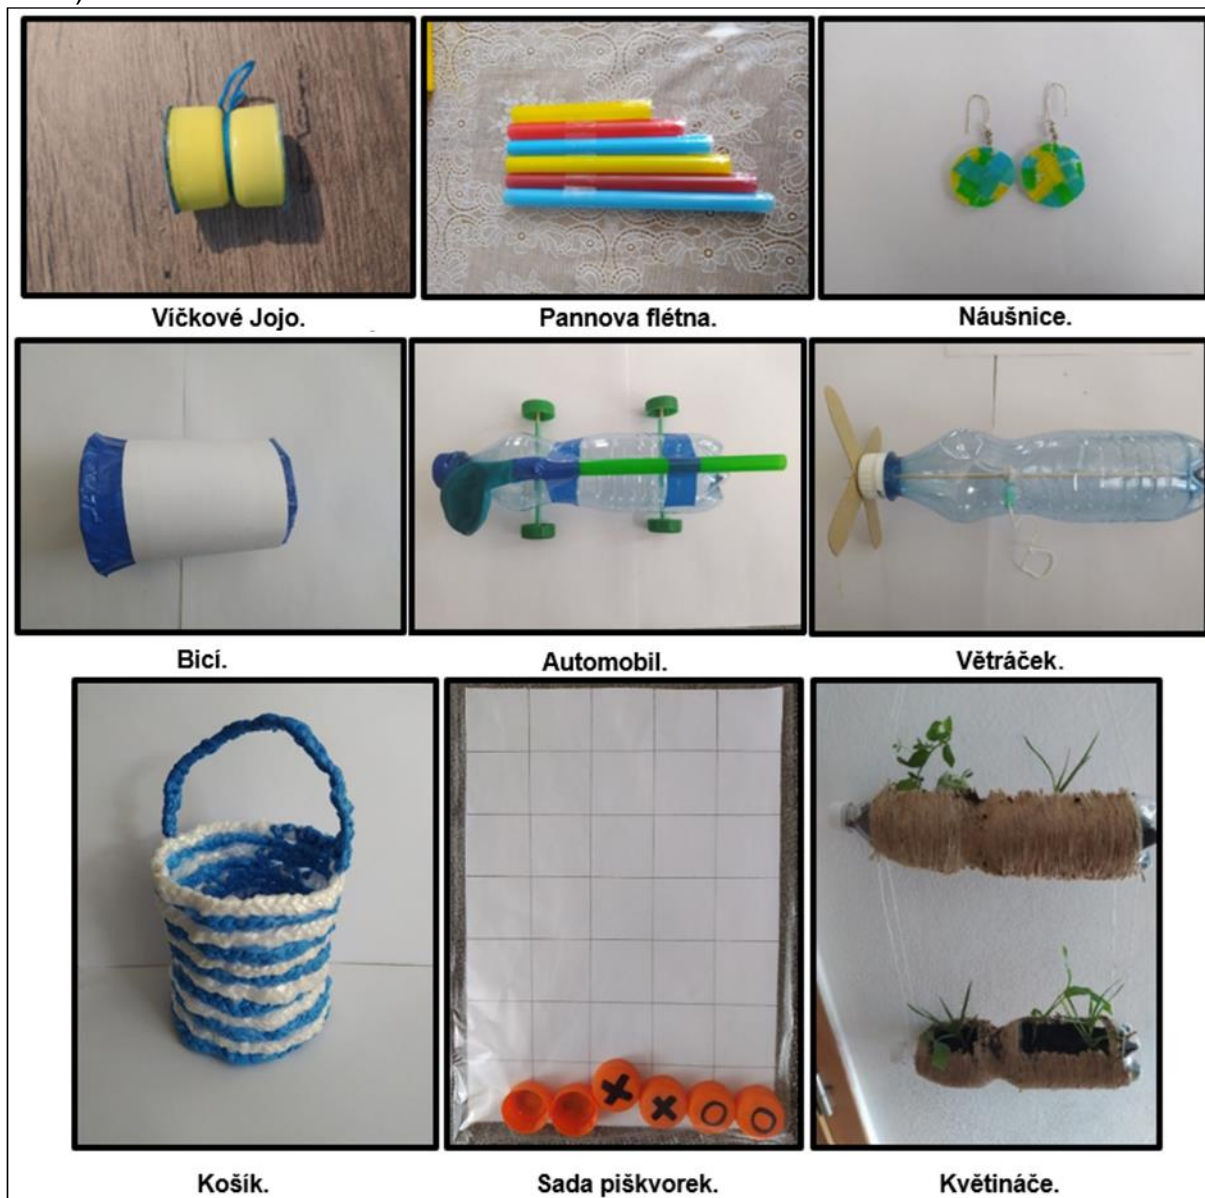 Víčkové Jojo.
Pannova flétna.
Náušnice.
Bicí.
Automobil.
Větráček.
X X O O
Košík.
Sada piškvorek.
Květináče.